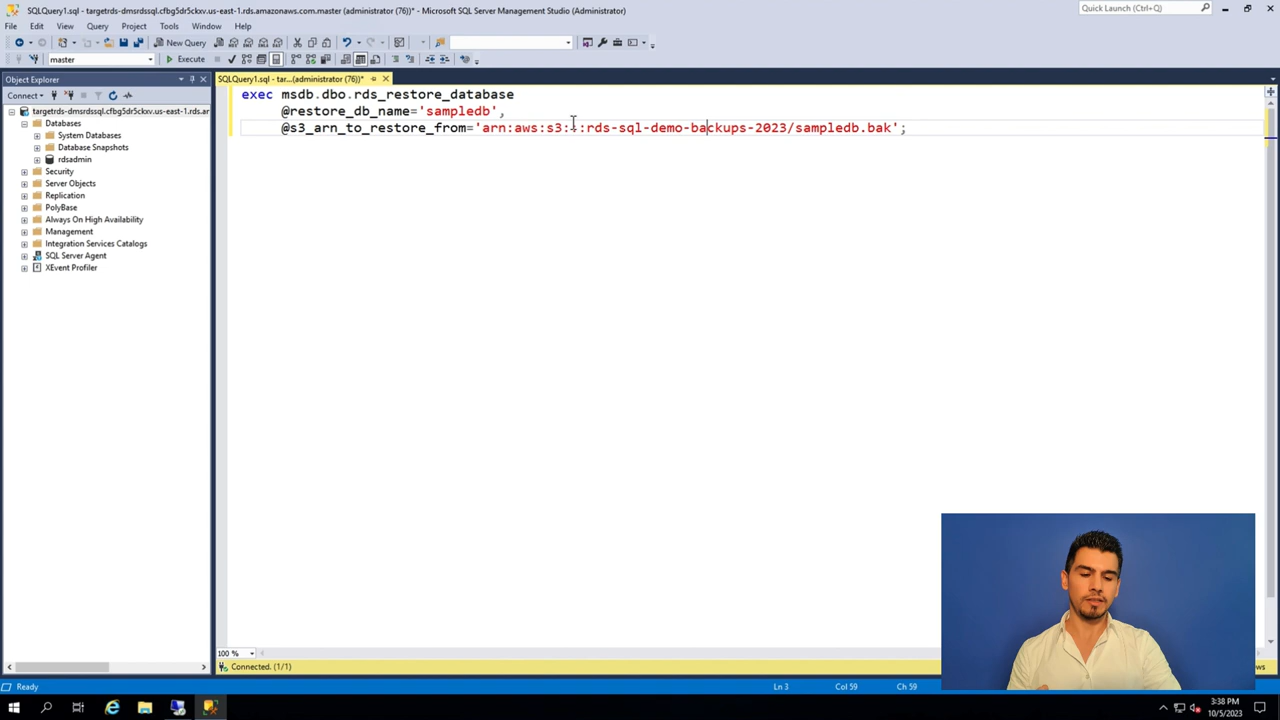 SQLQuery1.sql - targetrds-dmsrdssql.cfbg5dr5ckxv.us-east-1.rds.amazonaws.com.master (administrator (76))* - Microsoft SQL Server Management Studio (Administrator)
Quick Launch (Ctrl+Q)
File Edit View Query Project Tools Window Help
New Query
master
Execute
Object Explorer
SQLQuery1.sql - tar...(administrator (76))*
Connect
targetrds-dmsrdssql.cfbg5dr5ckxv.us-east-1.rds.ar
Databases
System Databases
Database Snapshots
rdsadmin
Security
Server Objects
Replication
PolyBase
Always On High Availability
Management
Integration Services Catalogs
SQL Server Agent
XEvent Profiler
exec msdb.dbo.rds_restore_database
@restore_db_name='sampledb',
@s3_arn_to_restore_from='arn:aws:s3:::rds-sql-demo-backups-2023/sampledb.bak';
100 %
Connected. (1/1)
Ready
Ln 3 Col 59 Ch 59
3:38 PM
10/5/2023